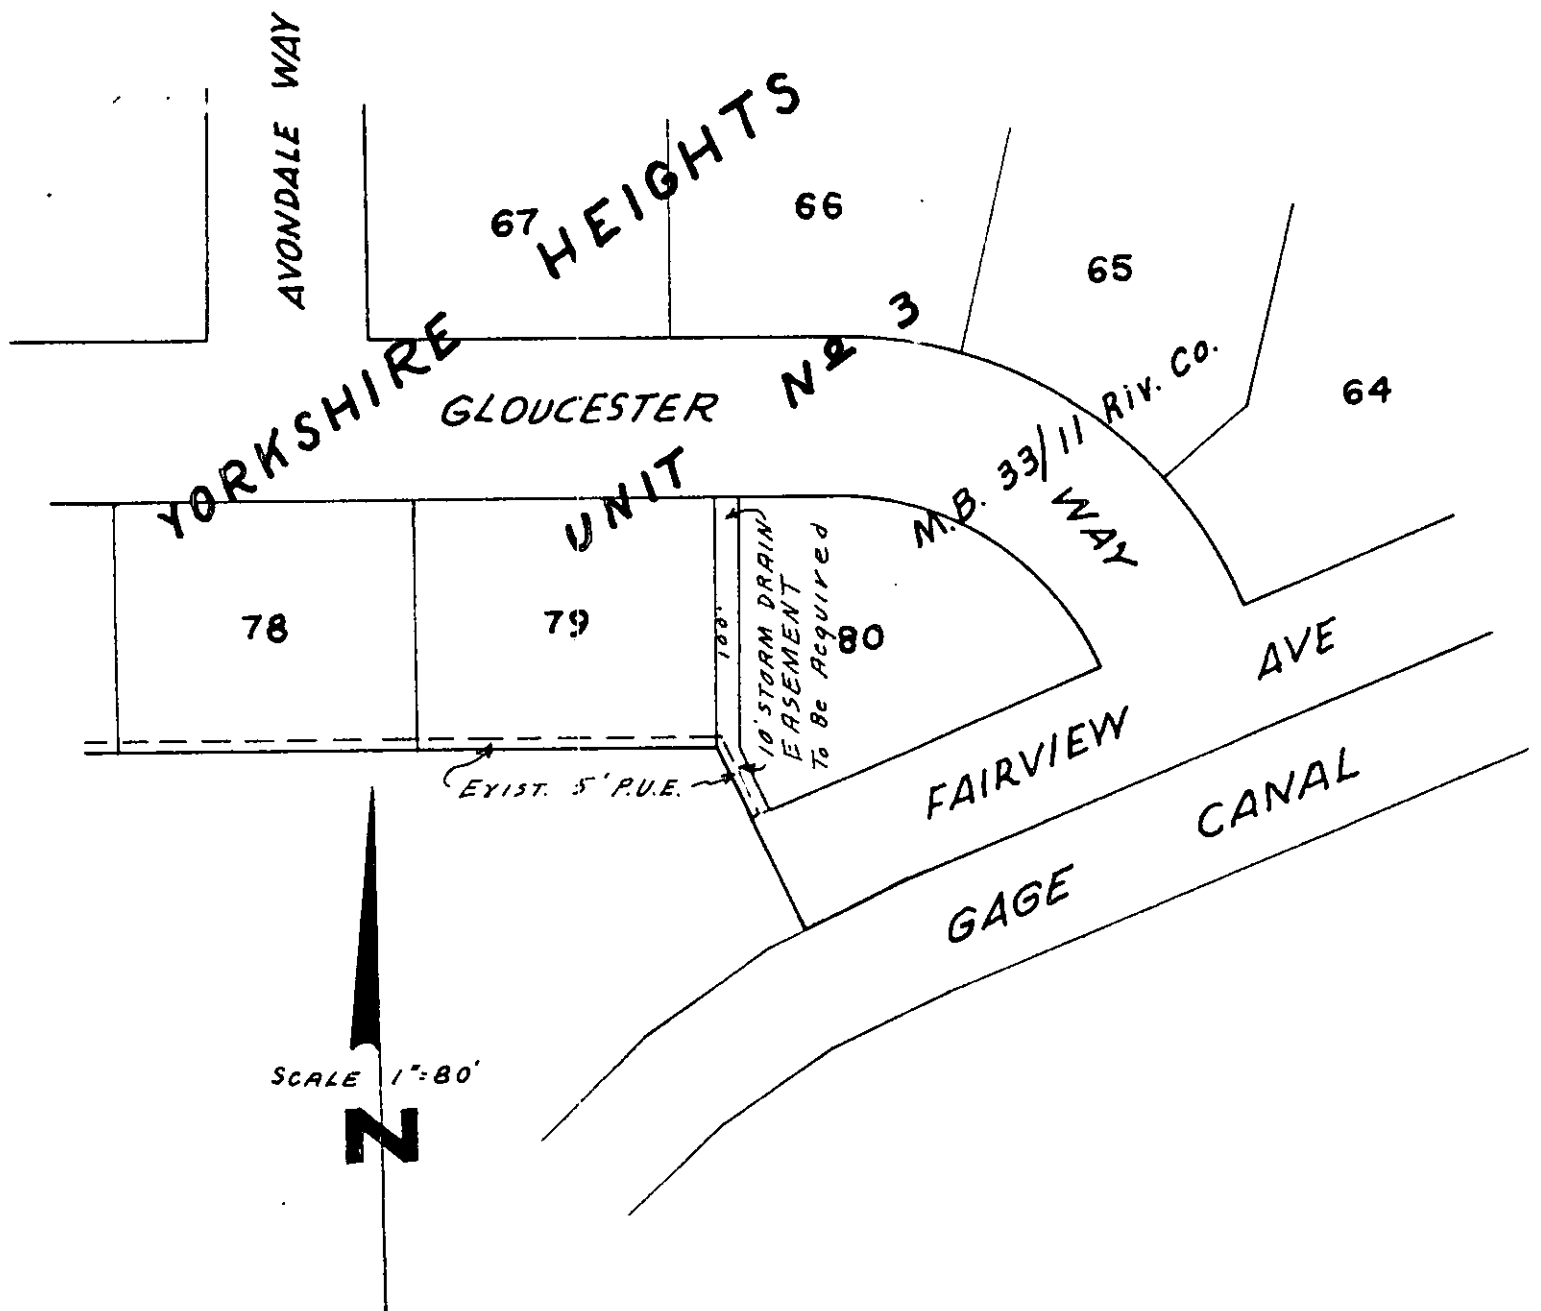 AVONDALE WAY
YORKSHIRE HEIGHTS
UNIT Nº 3
M.B. 33/11 Riv. Co.
67
66
65
64
GLOUCESTER WAY
78
79
80
100'
10' STORM DRAIN
EASEMENT
To Be Acquired
EXIST. 5' P.U.E.
FAIRVIEW AVE
GAGE CANAL
SCALE 1"=80'
N